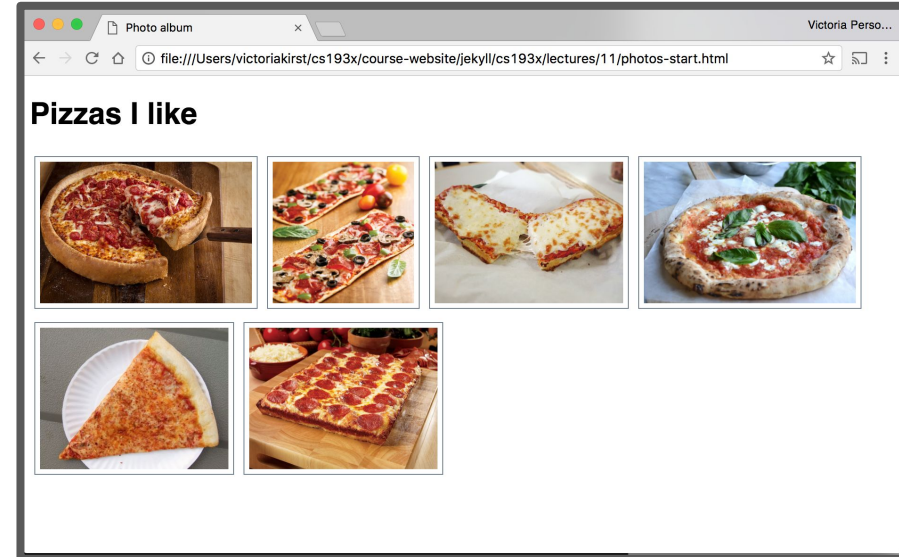 Photo album
Victoria Perso...
file:///Users/victoriakirst/cs193x/course-website/jekyll/cs193x/lectures/11/photos-start.html
Pizzas I like